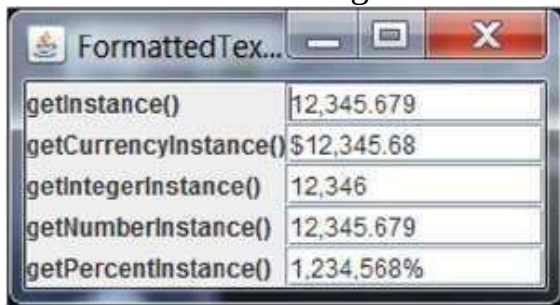 FormattedTex...
getInstance() 12,345.679
getCurrencyInstance() $12,345.68
getIntegerInstance() 12,346
getNumberInstance() 12,345.679
getPercentInstance() 1,234,568%